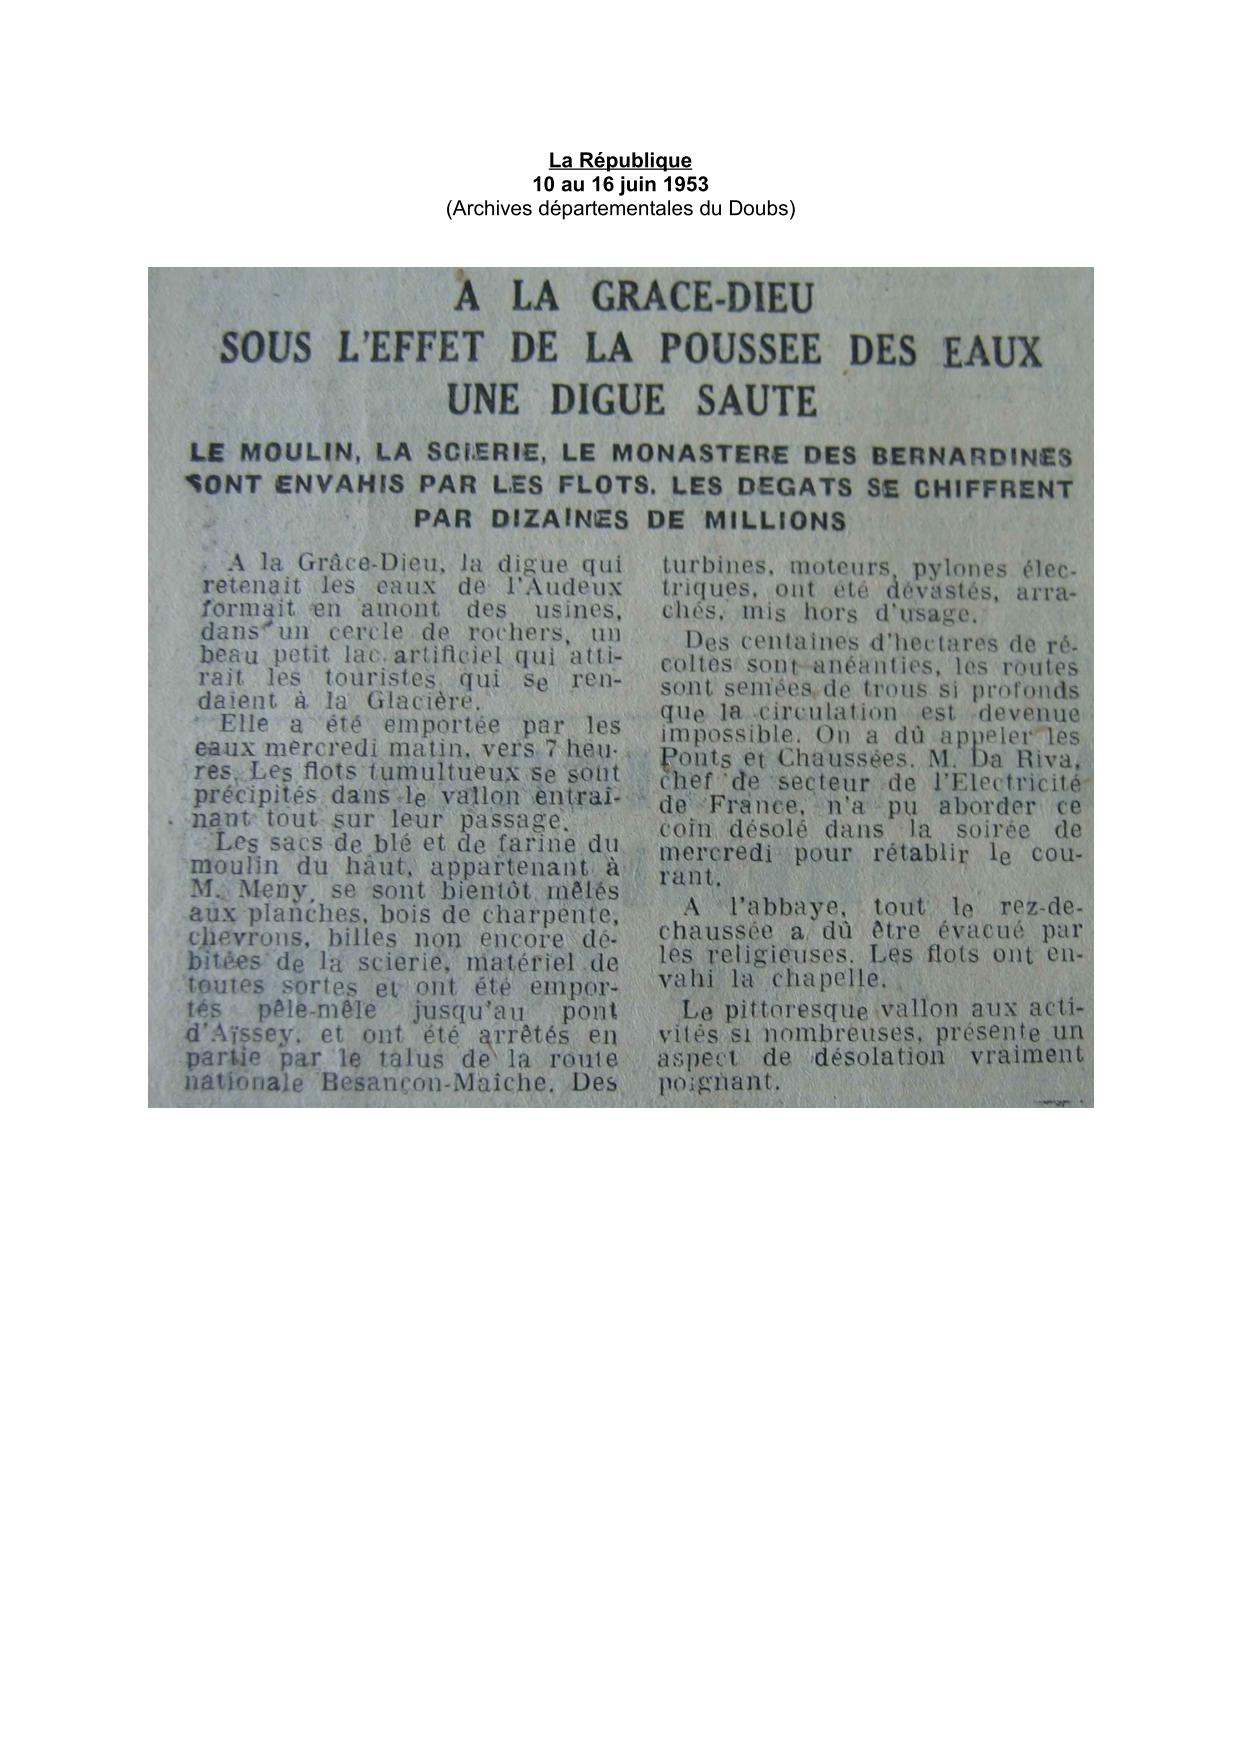 La République
10 au 16 juin 1953
(Archives départementales du Doubs)
A LA GRACE-DIEU
SOUS L'EFFET DE LA POUSSEE DES EAUX
UNE DIGUE SAUTE
LE MOULIN, LA SCIERIE, LE MONASTERE DES BERNARDINES
SONT ENVAHIS PAR LES FLOTS. LES DEGATS SE CHIFFRENT
PAR DIZAINES DE MILLIONS
A la Grâce-Dieu, la digue qui
retenait les eaux de l'Audeux
formait en amont des usines,
dans un cercle de rochers, un
beau petit lac artificiel qui atti-
rait les touristes qui se ren-
daient à la Glacière.
Elle a été emportée par les
eaux mercredi matin, vers 7 heu-
res. Les flots tumultueux se sont
précipités dans le vallon entraî-
nant tout sur leur passage.
Les sacs de blé et de farine du
moulin du haut, appartenant à
M. Meny, se sont bientôt mêlés
aux planches, bois de charpente,
chevrons, billes non encore dé-
bitées de la scierie, matériel de
toutes sortes et ont été empor-
tés pêle-mêle jusqu'au pont
d'Aïssey, et ont été arrêtés en
partie par le talus de la route
nationale Besançon-Maiche. Des
turbines, moteurs, pylones élec-
triques, ont été dévastés, arra-
chés, mis hors d'usage.
Des centaines d'hectares de ré-
coltes sont anéanties, les routes
sont semées de trous si profonds
que la circulation est devenue
impossible. On a dû appeler les
Ponts et Chaussées. M. Da Riva,
chef de secteur de l'Electricité
de France, n'a pu aborder ce
coin désolé dans la soirée de
mercredi pour rétablir le cou-
rant.
A l'abbaye, tout le rez-de-
chaussée a dû être évacué par
les religieuses. Les flots ont en-
vahi la chapelle.
Le pittoresque vallon aux acti-
vités si nombreuses, présente un
aspect de désolation vraiment
poignant.